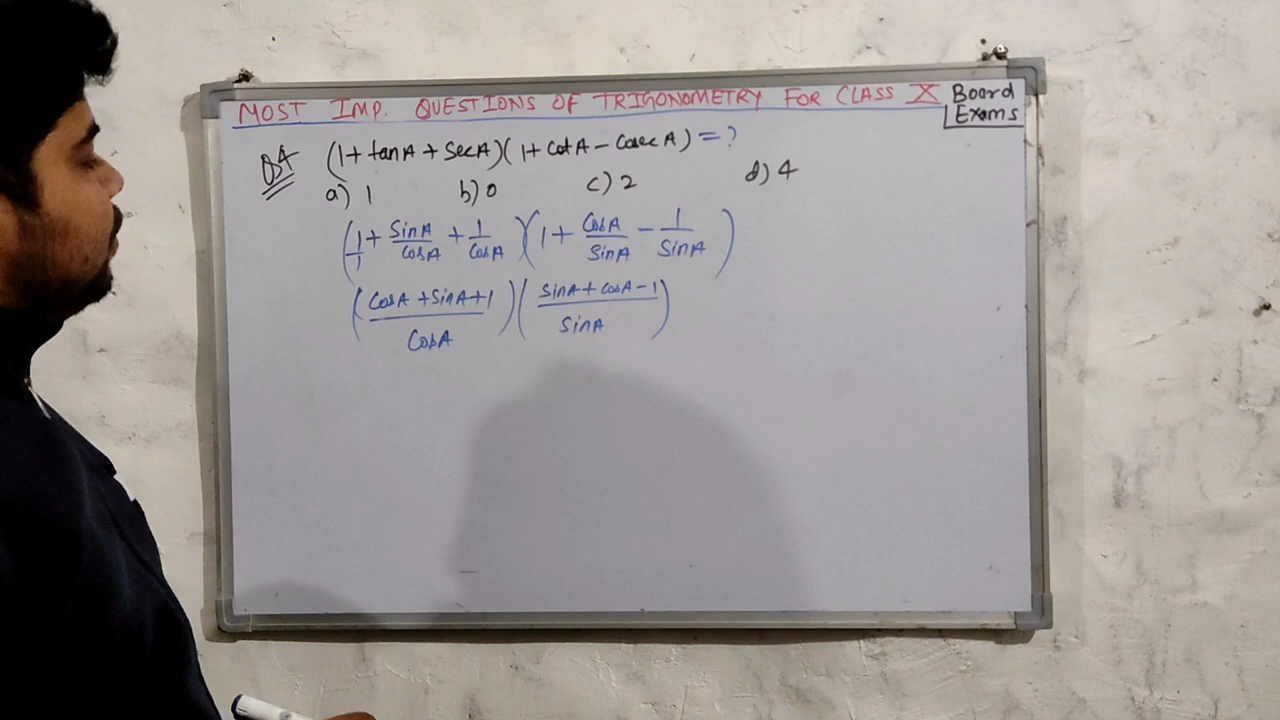 MOST IMP. QUESTIONS OF TRIGONOMETRY FOR CLASS X Board Exams
Q4 (1 + tanA + SecA)(1 + CotA - CosecA) = ?
a) 1 b) 0 c) 2 d) 4
(1/1 + SinA/CosA + 1/CosA)(1 + CosA/SinA - 1/SinA)
(CosA + SinA + 1/CosA)(SinA + CosA - 1/SinA)